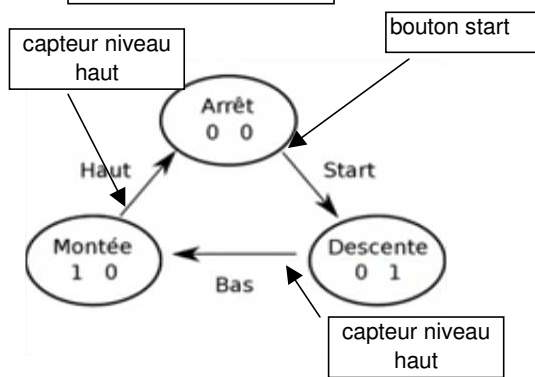 bouton start
capteur niveau
haut
Arrêt
0 0
Haut
Start
Montée
1 0
Descente
0 1
Bas
capteur niveau
haut